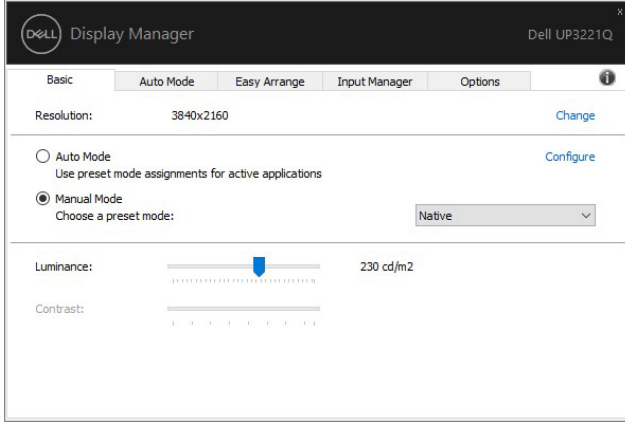 DELL Display Manager
Dell UP3221Q
x
Basic Auto Mode Easy Arrange Input Manager Options i
Resolution: 3840x2160 Change
Auto Mode Configure
Use preset mode assignments for active applications
Manual Mode
Choose a preset mode: Native
Luminance: 230 cd/m2
Contrast: